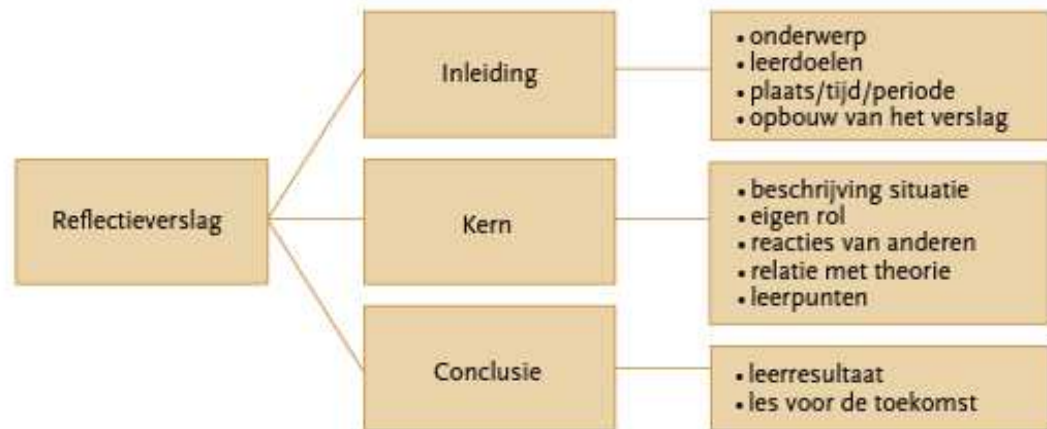 Reflectieverslag
Inleiding
• onderwerp
• leerdoelen
• plaats/tijd/periode
• opbouw van het verslag
Kern
• beschrijving situatie
• eigen rol
• reacties van anderen
• relatie met theorie
• leerpunten
Conclusie
• leerresultaat
• les voor de toekomst